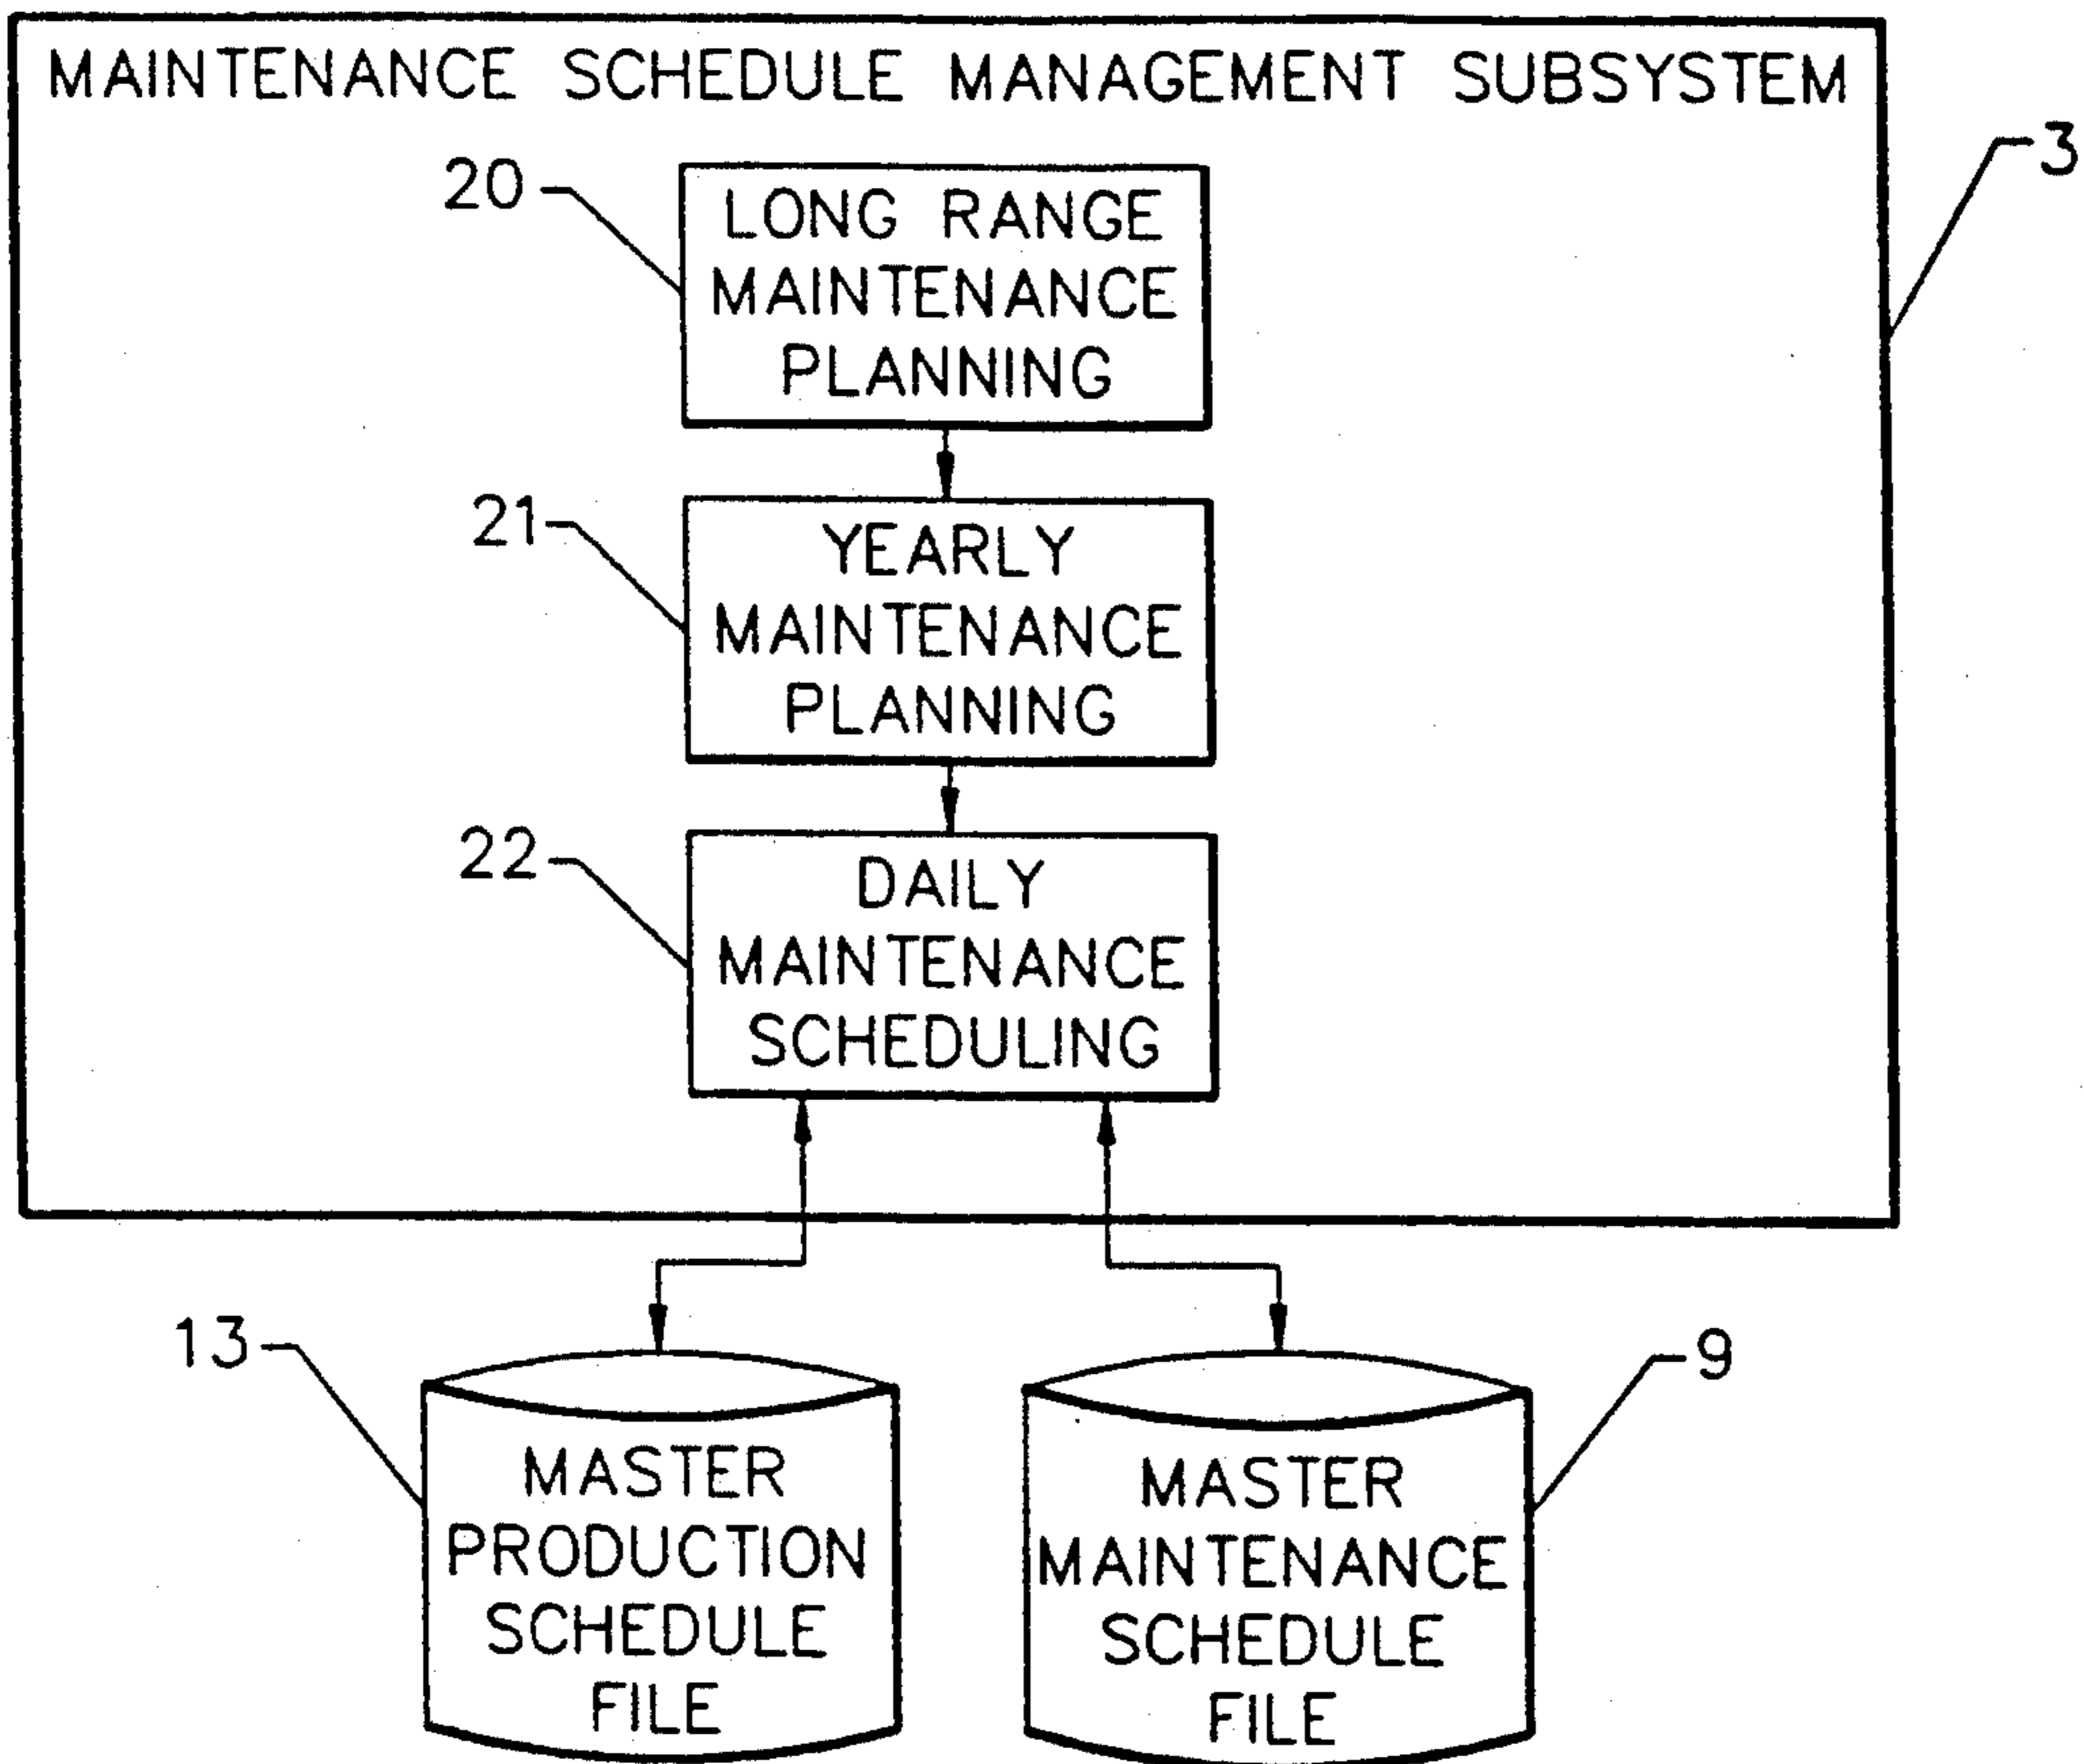 MAINTENANCE SCHEDULE MANAGEMENT SUBSYSTEM
3
20
LONG RANGE
MAINTENANCE
PLANNING
21
YEARLY
MAINTENANCE
PLANNING
22
DAILY
MAINTENANCE
SCHEDULING
13
MASTER
PRODUCTION
SCHEDULE
FILE
9
MASTER
MAINTENANCE
SCHEDULE
FILE